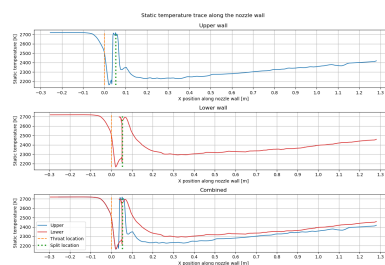 Static temperature trace along the nozzle wall
Upper wall
Static temperature [K]
2700
2600
2500
2400
2300
2200
−0.3 −0.2 −0.1 0.0 0.1 0.2 0.3 0.4 0.5 0.6 0.7 0.8 0.9 1.0 1.1 1.2 1.3
X position along nozzle wall [m]
Lower wall
Static temperature [K]
2700
2600
2500
2400
2300
2200
−0.3 −0.2 −0.1 0.0 0.1 0.2 0.3 0.4 0.5 0.6 0.7 0.8 0.9 1.0 1.1 1.2 1.3
X position along nozzle wall [m]
Combined
Static temperature [K]
2700
2600
2500
2400
2300
2200
Upper
Lower
Throat location
Split location
−0.3 −0.2 −0.1 0.0 0.1 0.2 0.3 0.4 0.5 0.6 0.7 0.8 0.9 1.0 1.1 1.2 1.3
X position along nozzle wall [m]